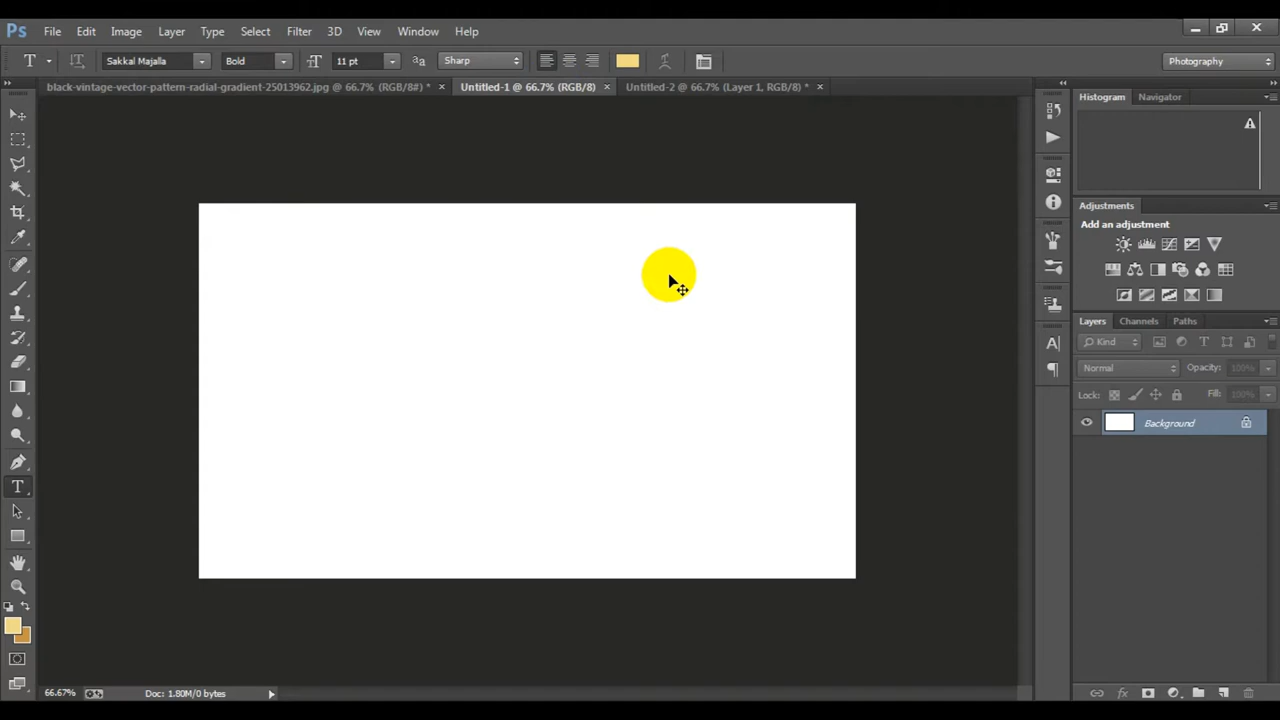 Ps File Edit Image Layer Type Select Filter 3D View Window Help
T Sakkal Majalla Bold 11 pt aa Sharp Photography
black-vintage-vector-pattern-radial-gradient-25013962.jpg @ 66.7% (RGB/8#) * × Untitled-1 @ 66.7% (RGB/8) × Untitled-2 @ 66.7% (Layer 1, RGB/8) * ×
Histogram Navigator
Adjustments
Add an adjustment
Layers Channels Paths
Kind
Normal Opacity: 100%
Lock: Fill: 100%
Background
66.67% Doc: 1.80M/0 bytes